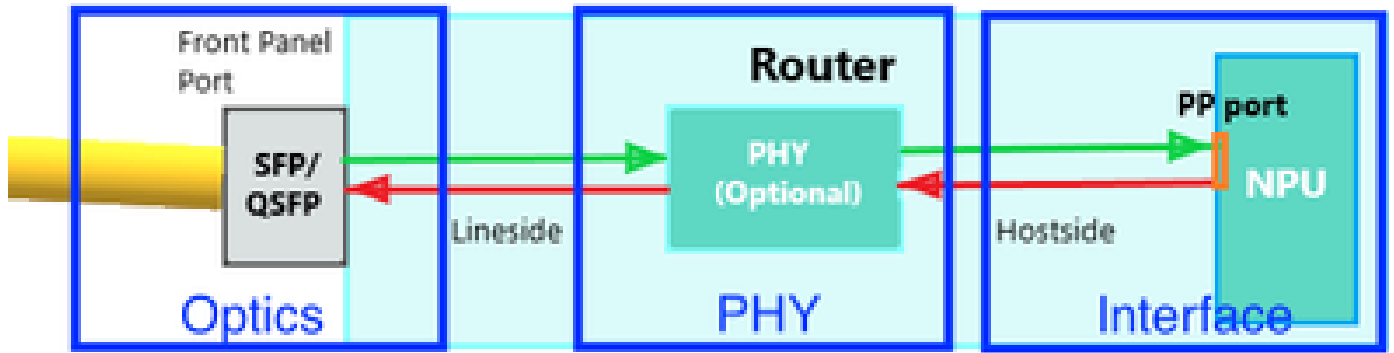 Front Panel
Port
SFP/
QSFP
Optics
Lineside
Router
PHY
(Optional)
PHY
PP port
NPU
Hostside
Interface